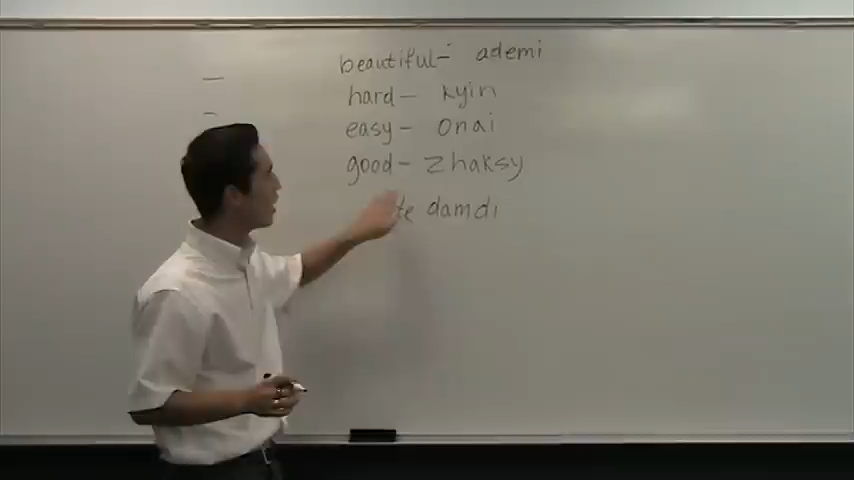 beautiful- ademi
hard - kyin
easy - onai
good - zhaksy
te damdi